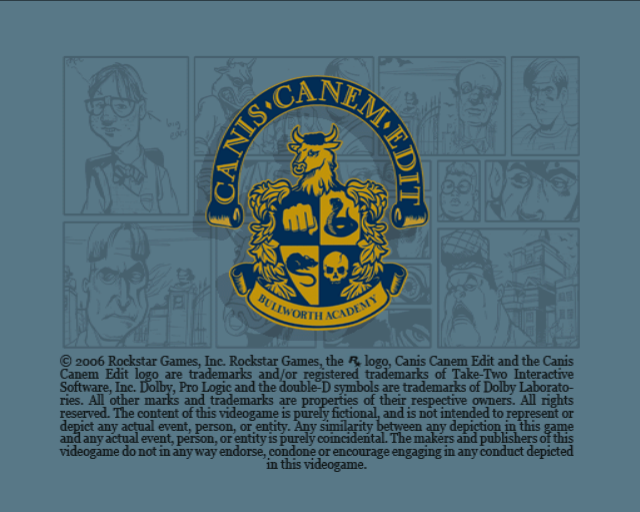 CANIS•CANEM•EDIT
BULLWORTH ACADEMY
© 2006 Rockstar Games, Inc. Rockstar Games, the R* logo, Canis Canem Edit and the Canis
Canem Edit logo are trademarks and/or registered trademarks of Take-Two Interactive
Software, Inc. Dolby, Pro Logic and the double-D symbols are trademarks of Dolby Laborato-
ries. All other marks and trademarks are properties of their respective owners. All rights
reserved. The content of this videogame is purely fictional, and is not intended to represent or
depict any actual event, person, or entity. Any similarity between any depiction in this game
and any actual event, person, or entity is purely coincidental. The makers and publishers of this
videogame do not in any way endorse, condone or encourage engaging in any conduct depicted
in this videogame.